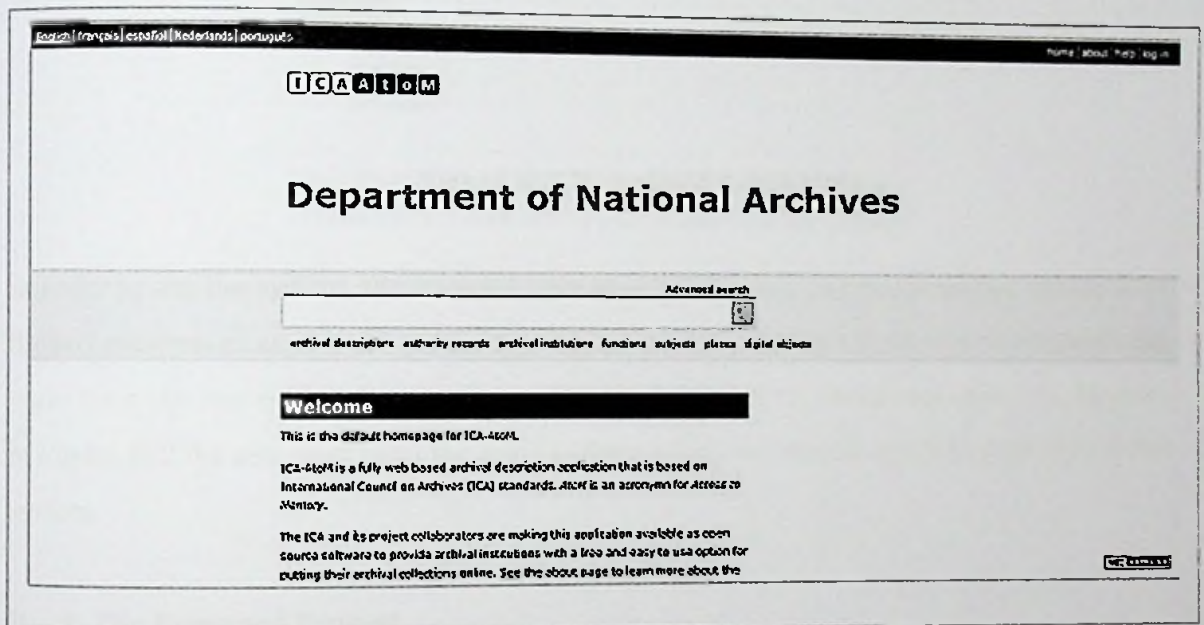 English | français | español | Nederlands | português
home | about | help | log in
ICAAtoM
Department of National Archives
Advanced search
archival descriptions authority records archival institutions functions subjects places digital objects
Welcome
This is the default homepage for ICA-AtoM.
ICA-AtoM is a fully web based archival description application that is based on
International Council on Archives (ICA) standards. AtoM is an acronymn for Access to
Memory.
The ICA and its project collaborators are making this application available as open
source software to provide archival institutions with a free and easy to use option for
putting their archival collections online. See the about page to learn more about the